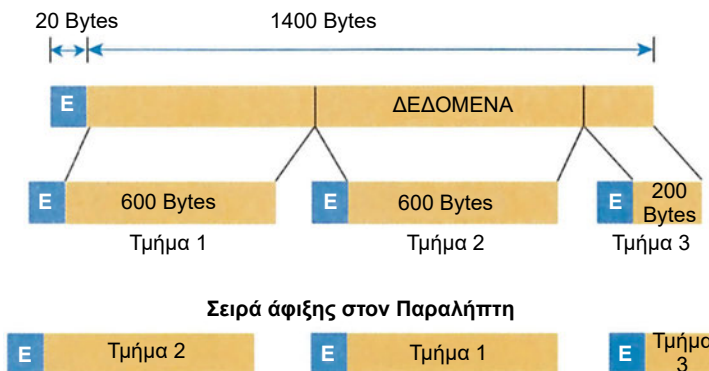 20 Bytes 1400 Bytes
Ε ΔΕΔΟΜΕΝΑ
Ε 600 Bytes Ε 600 Bytes Ε 200
Bytes
Τμήμα 1 Τμήμα 2 Τμήμα 3
Σειρά άφιξης στον Παραλήπτη
Ε Τμήμα 2 Ε Τμήμα 1 Ε Τμήμα
3